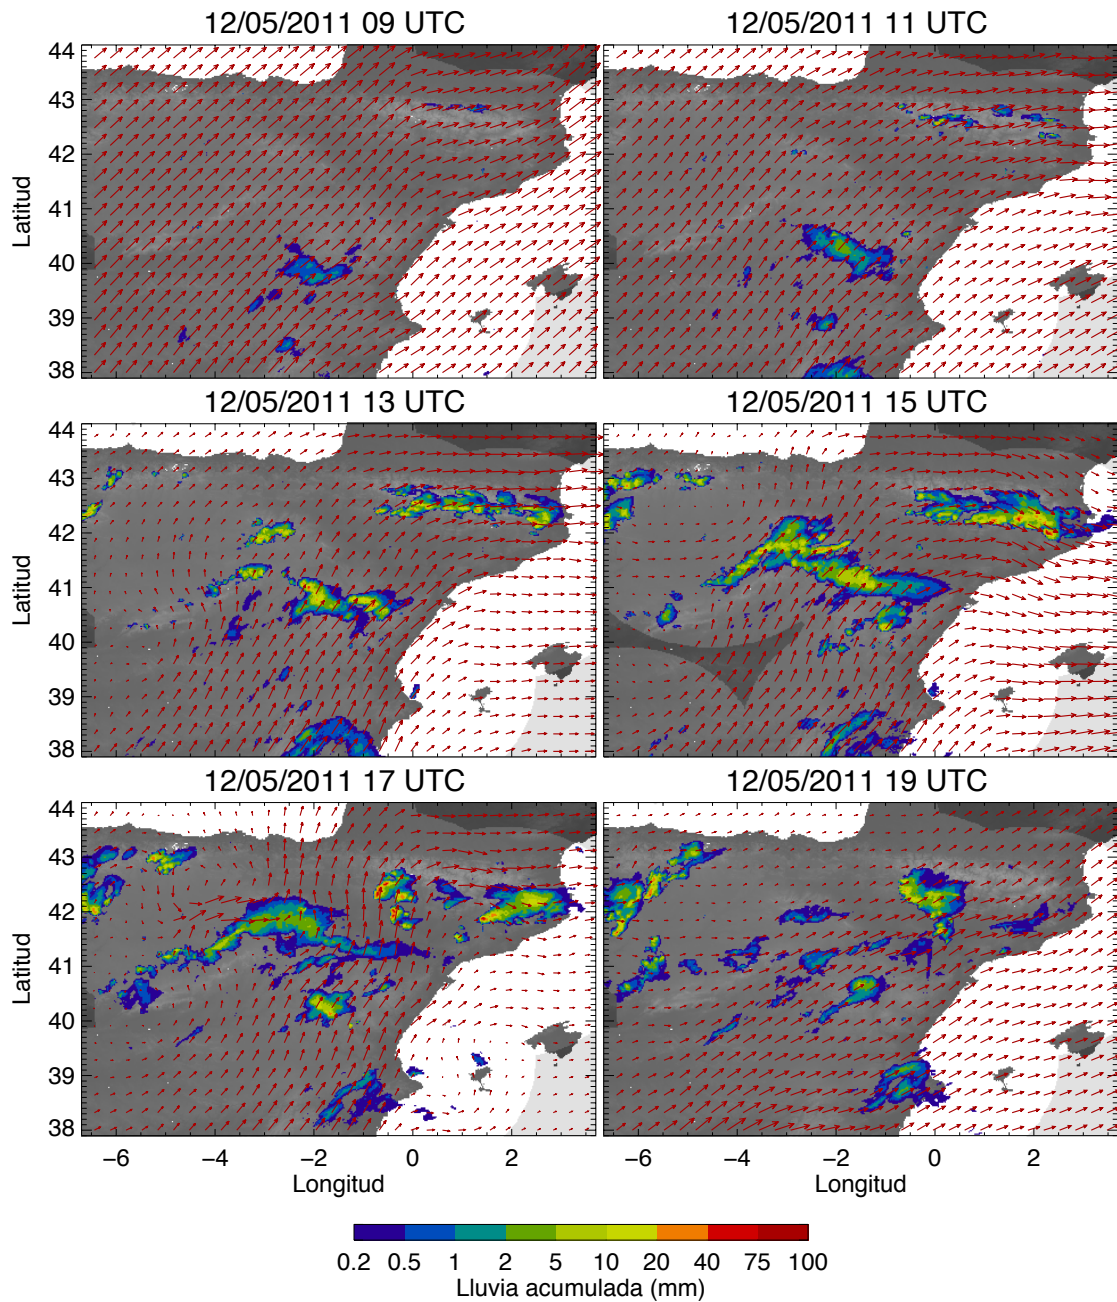 12/05/2011 09 UTC
12/05/2011 11 UTC
Latitud
44
43
42
41
40
39
38
12/05/2011 13 UTC
12/05/2011 15 UTC
Latitud
44
43
42
41
40
39
38
12/05/2011 17 UTC
12/05/2011 19 UTC
Latitud
44
43
42
41
40
39
38
−6 −4 −2 0 2
−6 −4 −2 0 2
Longitud
Longitud
0.2 0.5 1 2 5 10 20 40 75 100
Lluvia acumulada (mm)